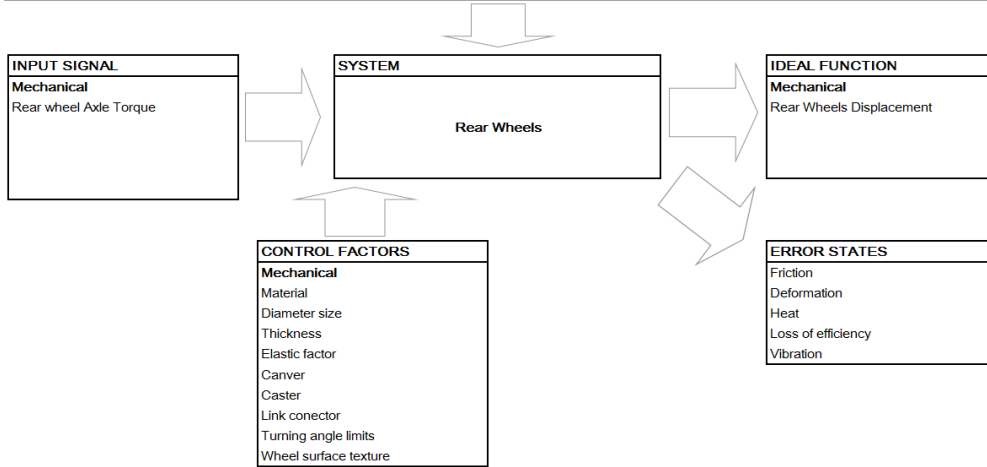 INPUT SIGNAL
Mechanical
Rear wheel Axle Torque
SYSTEM
Rear Wheels
IDEAL FUNCTION
Mechanical
Rear Wheels Displacement
CONTROL FACTORS
Mechanical
Material
Diameter size
Thickness
Elastic factor
Canver
Caster
Link conector
Turning angle limits
Wheel surface texture
ERROR STATES
Friction
Deformation
Heat
Loss of efficiency
Vibration